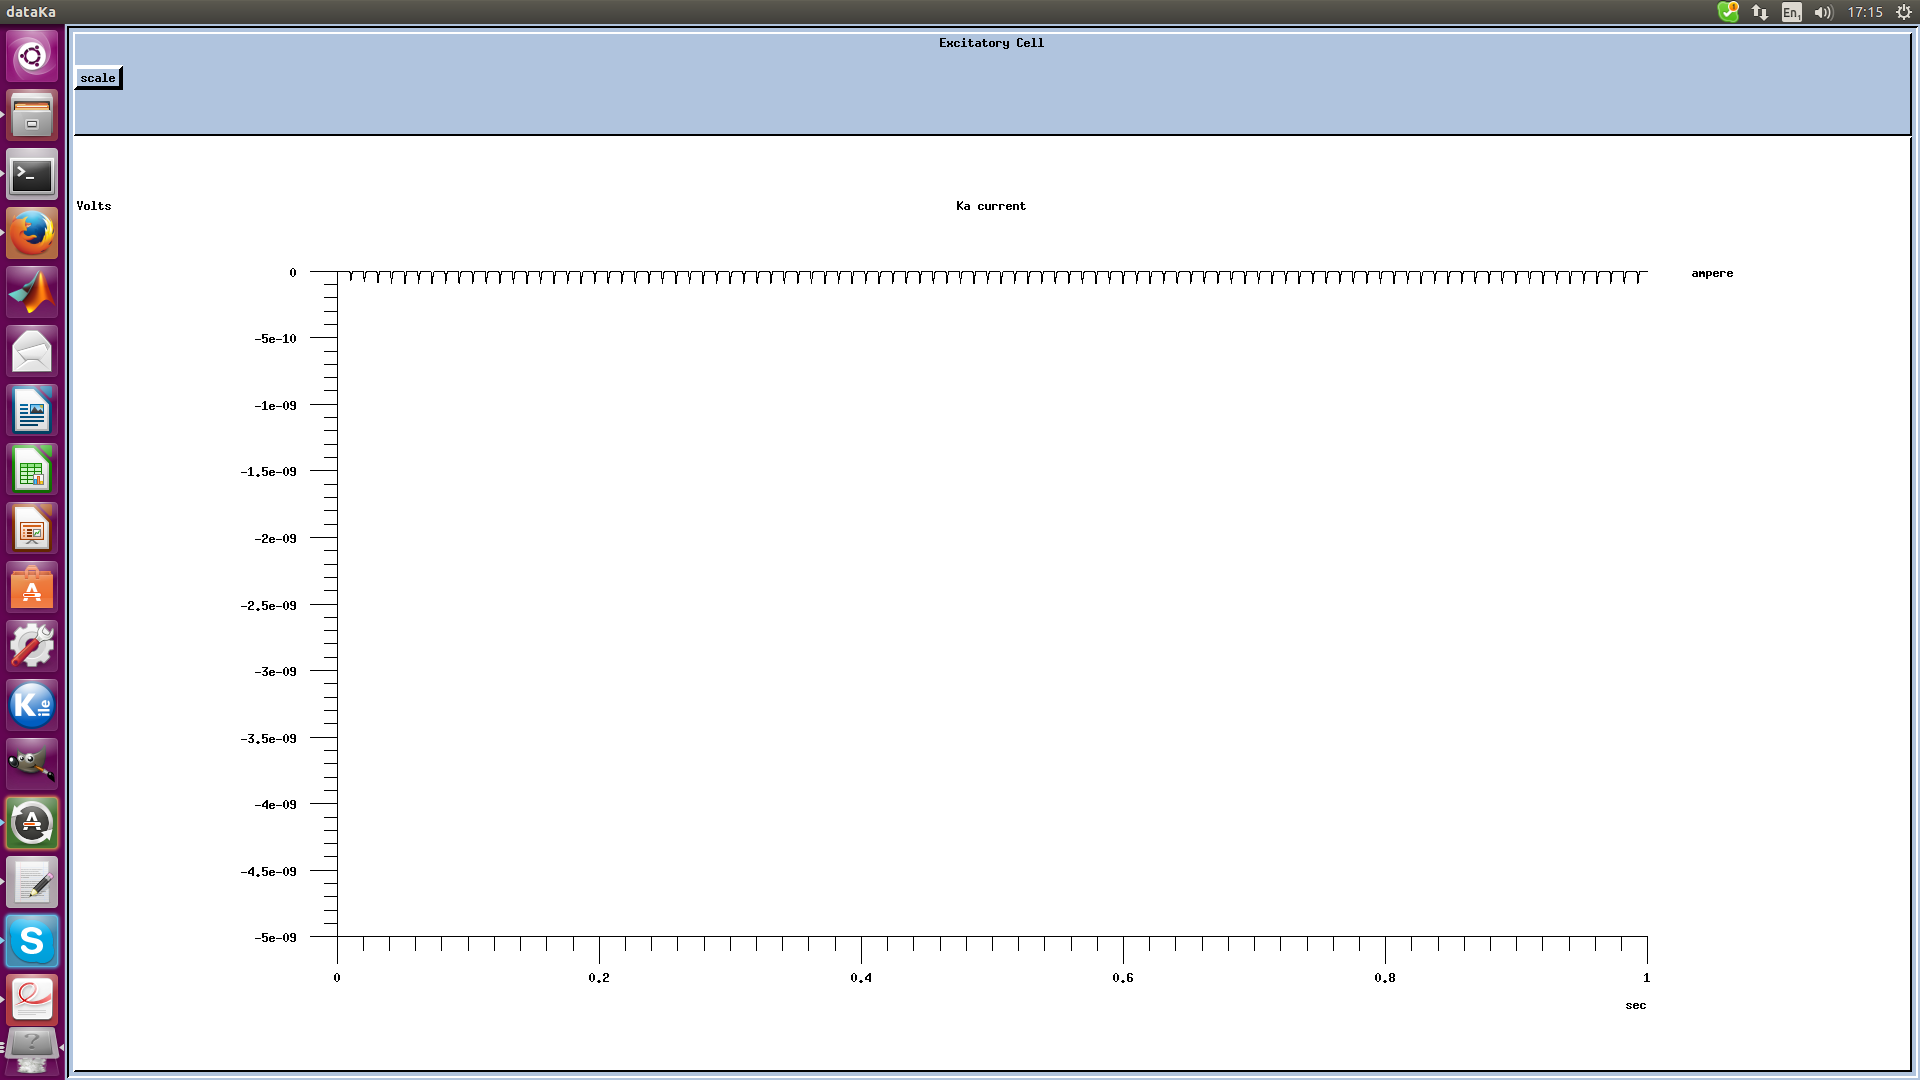 dataKa
En1
17:15
Excitatory Cell
scale
Volts
Ka current
0
ampere
-5e-10
-1e-09
-1.5e-09
-2e-09
-2.5e-09
-3e-09
-3.5e-09
-4e-09
-4.5e-09
-5e-09
0 0.2 0.4 0.6 0.8 1
sec